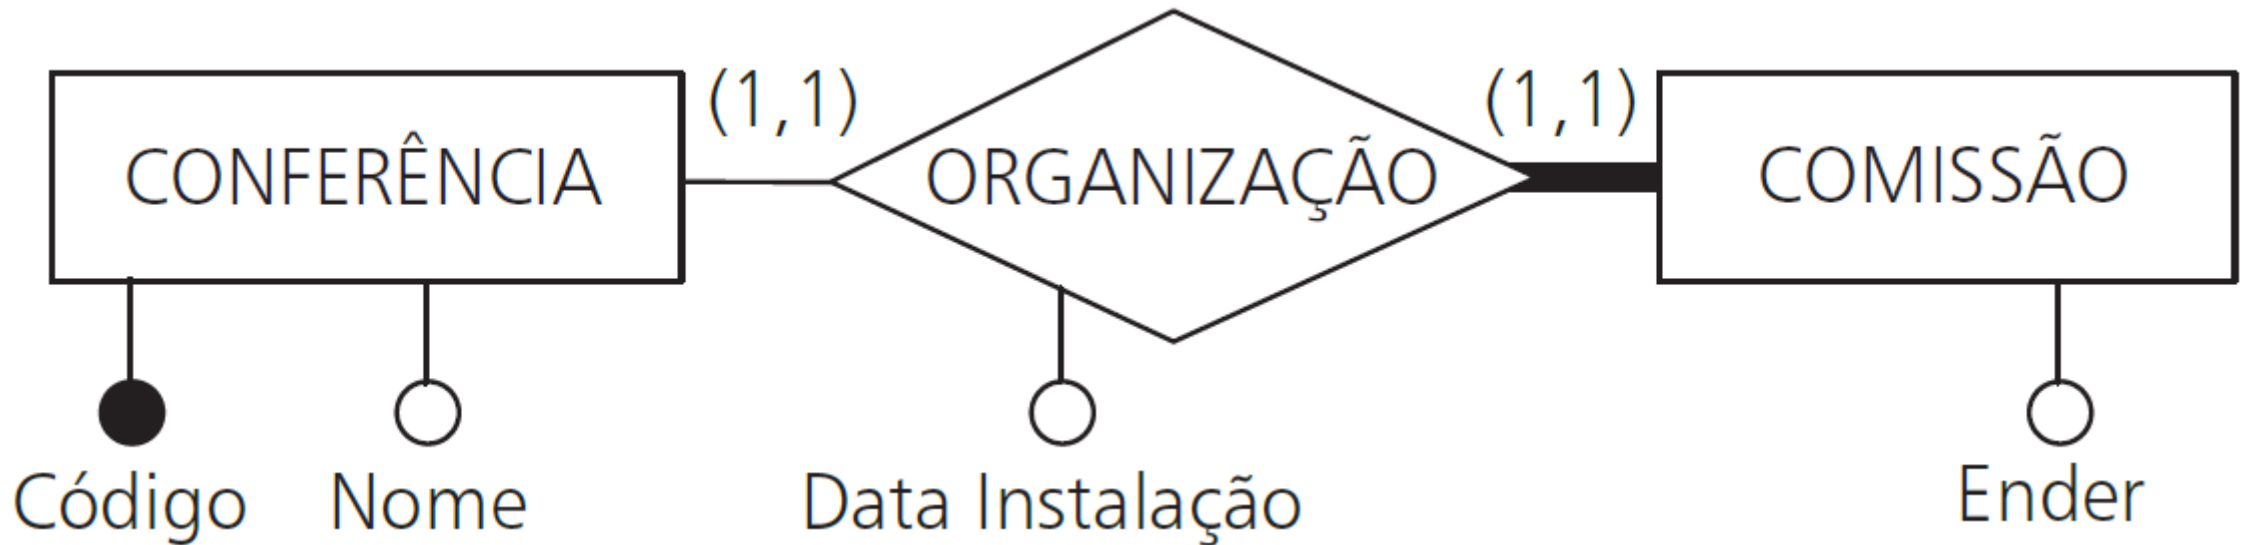 (1,1) (1,1)
CONFERÊNCIA ORGANIZAÇÃO COMISSÃO
Código Nome Data Instalação Ender